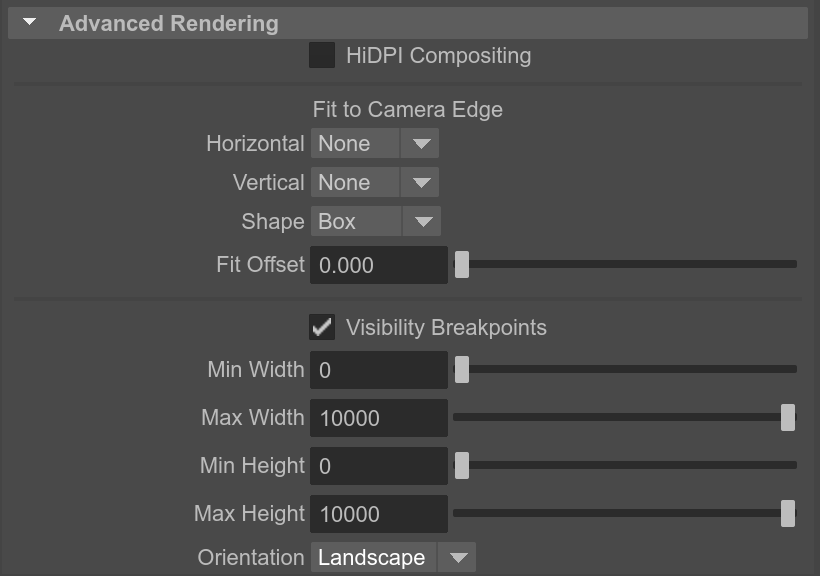 Advanced Rendering
HiDPI Compositing
Fit to Camera Edge
Horizontal None
Vertical None
Shape Box
Fit Offset 0.000
Visibility Breakpoints
Min Width 0
Max Width 10000
Min Height 0
Max Height 10000
Orientation Landscape